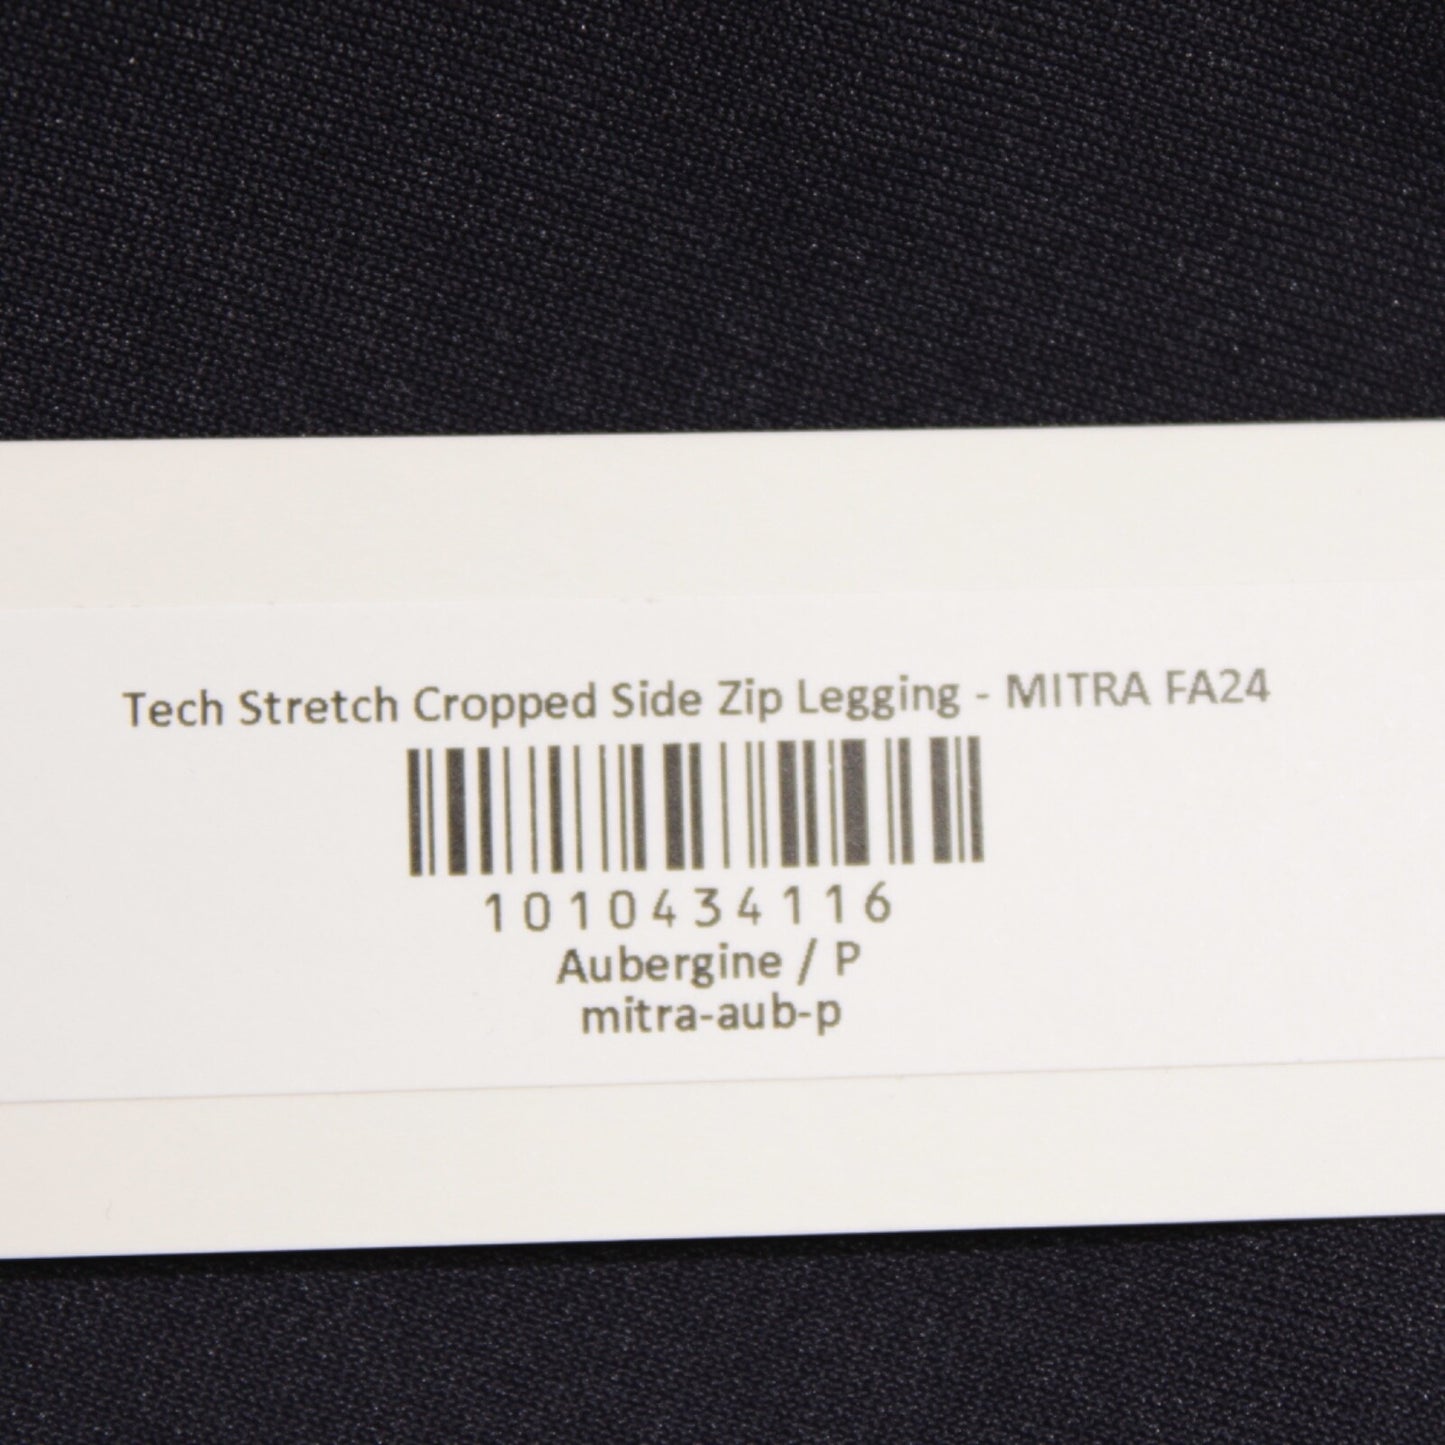 Tech Stretch Cropped Side Zip Legging - MITRA FA24
1010434116
Aubergine / P
mitra-aub-p